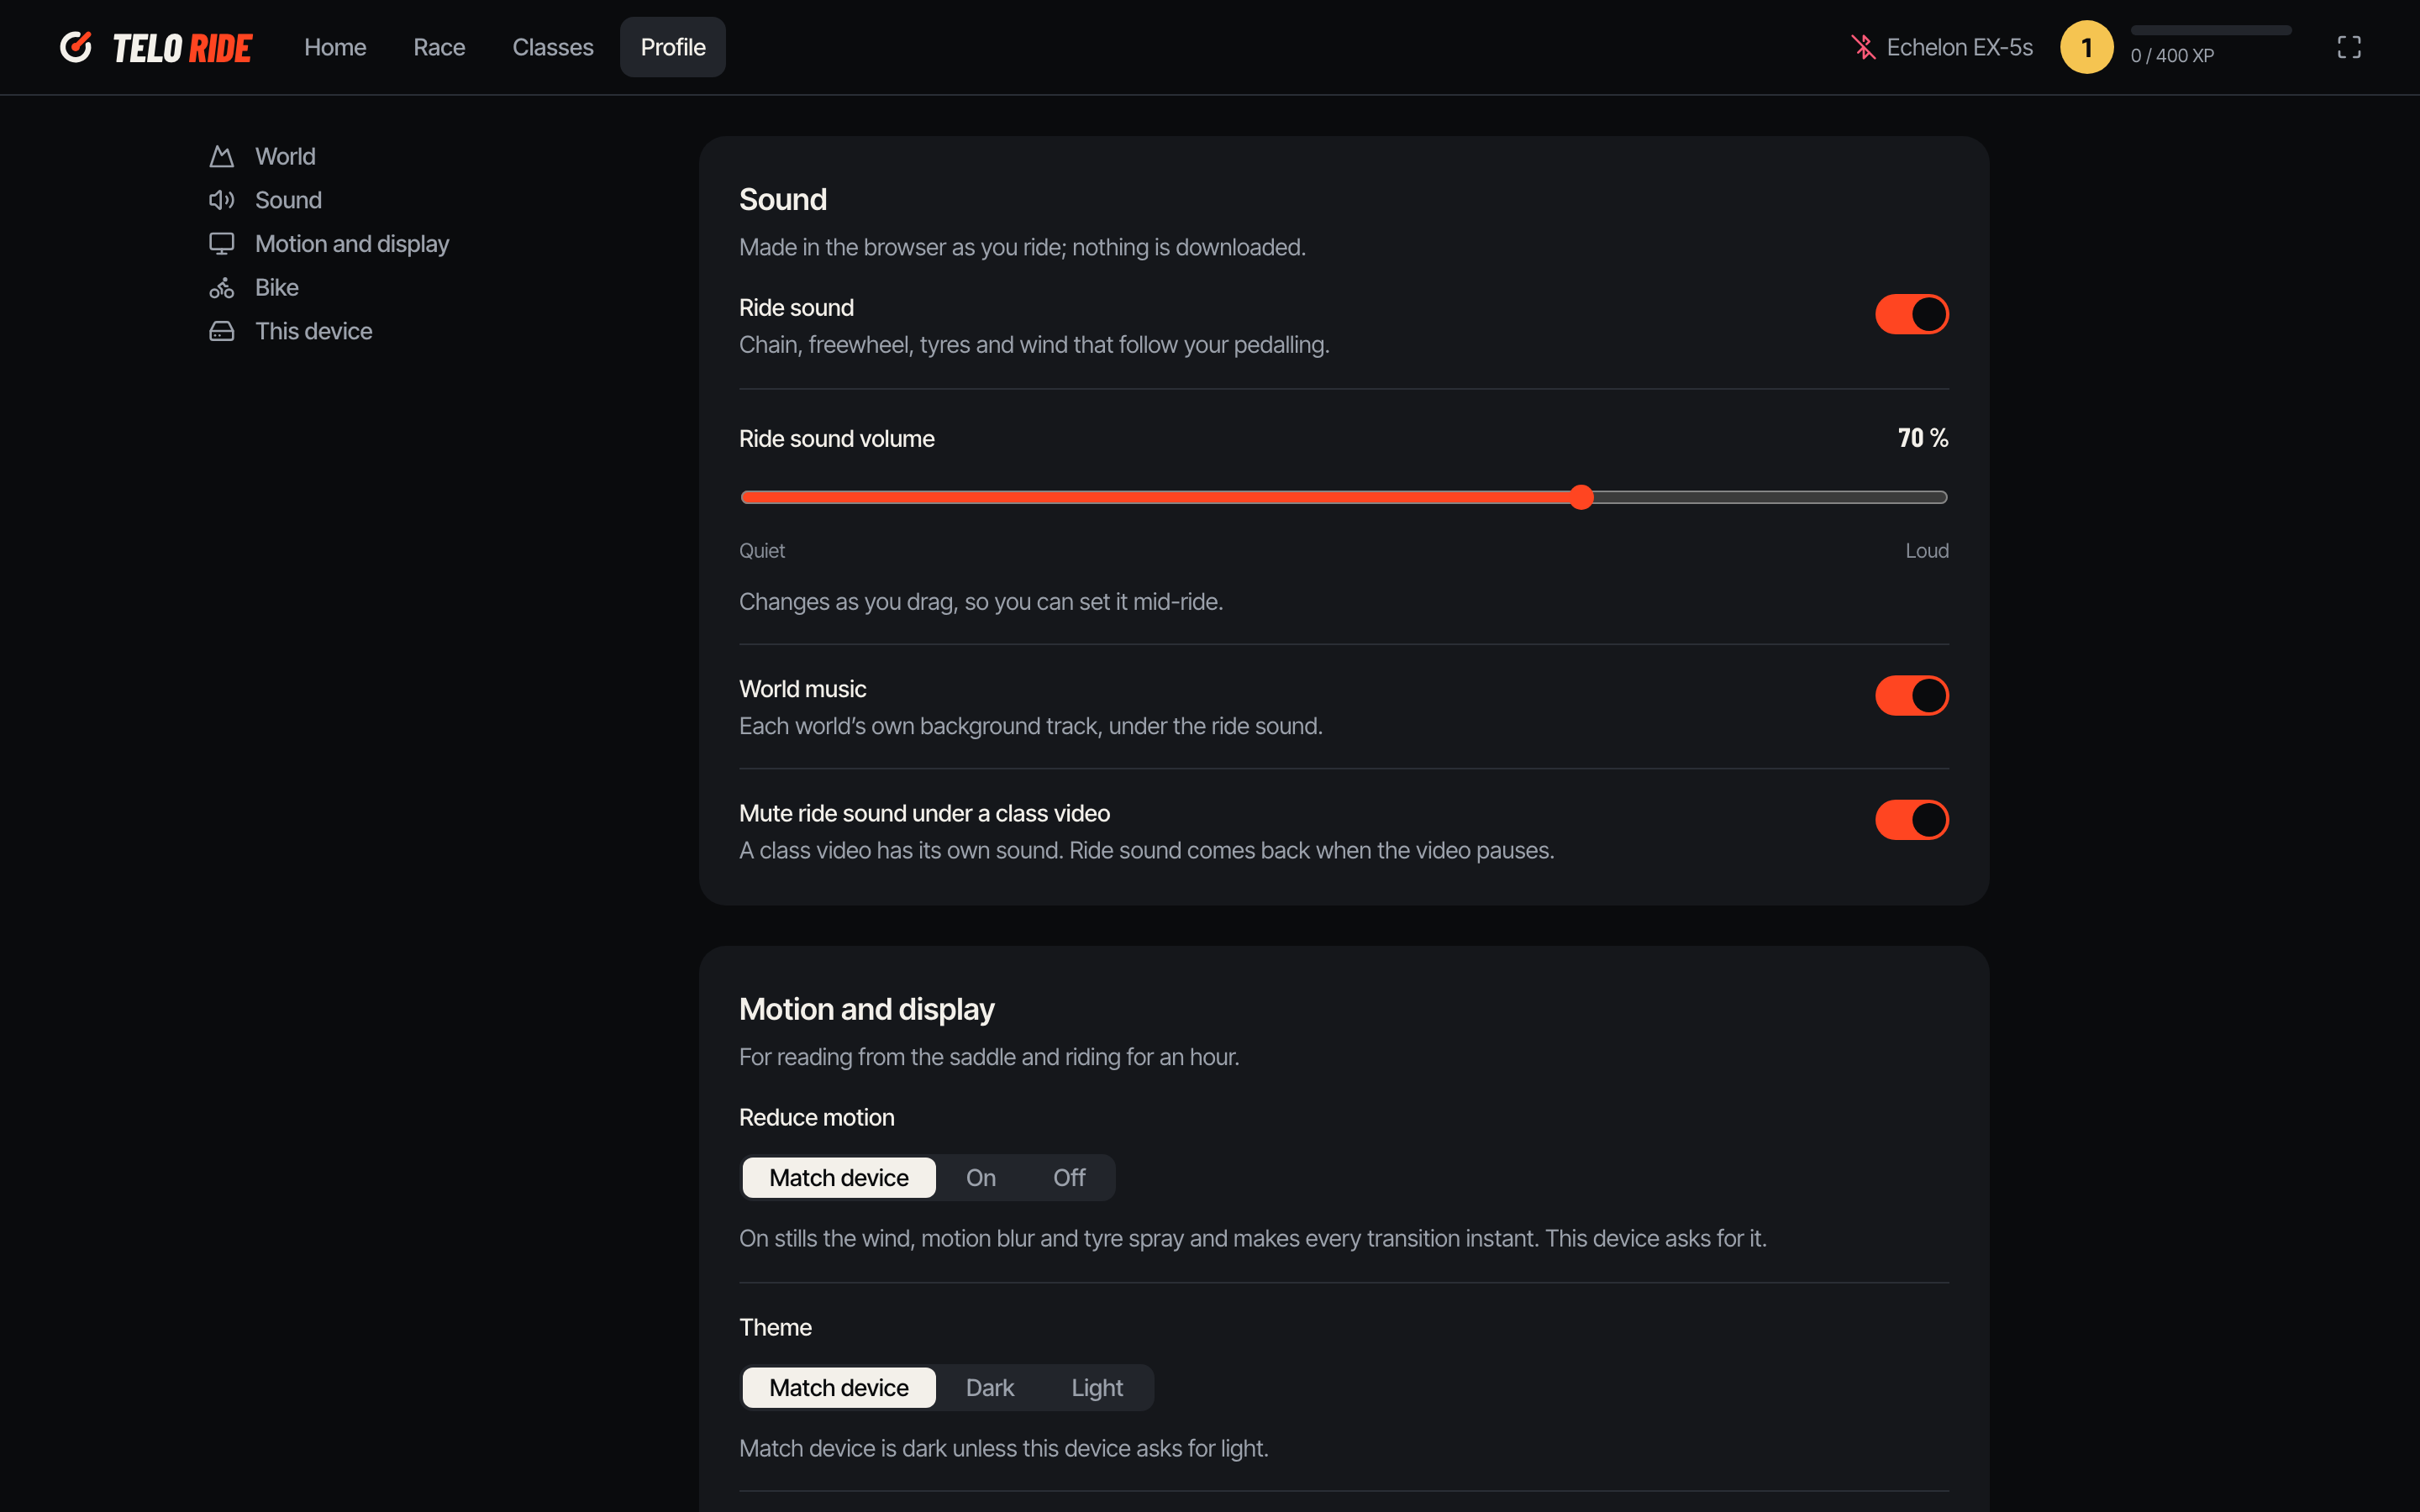 TELO RIDE
Home
Race
Classes
Profile
Echelon EX-5s
1
0 / 400 XP
World
Sound
Motion and display
Bike
This device
Sound
Made in the browser as you ride; nothing is downloaded.
Ride sound
Chain, freewheel, tyres and wind that follow your pedalling.
Ride sound volume
70 %
Quiet
Loud
Changes as you drag, so you can set it mid-ride.
World music
Each world’s own background track, under the ride sound.
Mute ride sound under a class video
A class video has its own sound. Ride sound comes back when the video pauses.
Motion and display
For reading from the saddle and riding for an hour.
Reduce motion
Match device
On
Off
On stills the wind, motion blur and tyre spray and makes every transition instant. This device asks for it.
Theme
Match device
Dark
Light
Match device is dark unless this device asks for light.